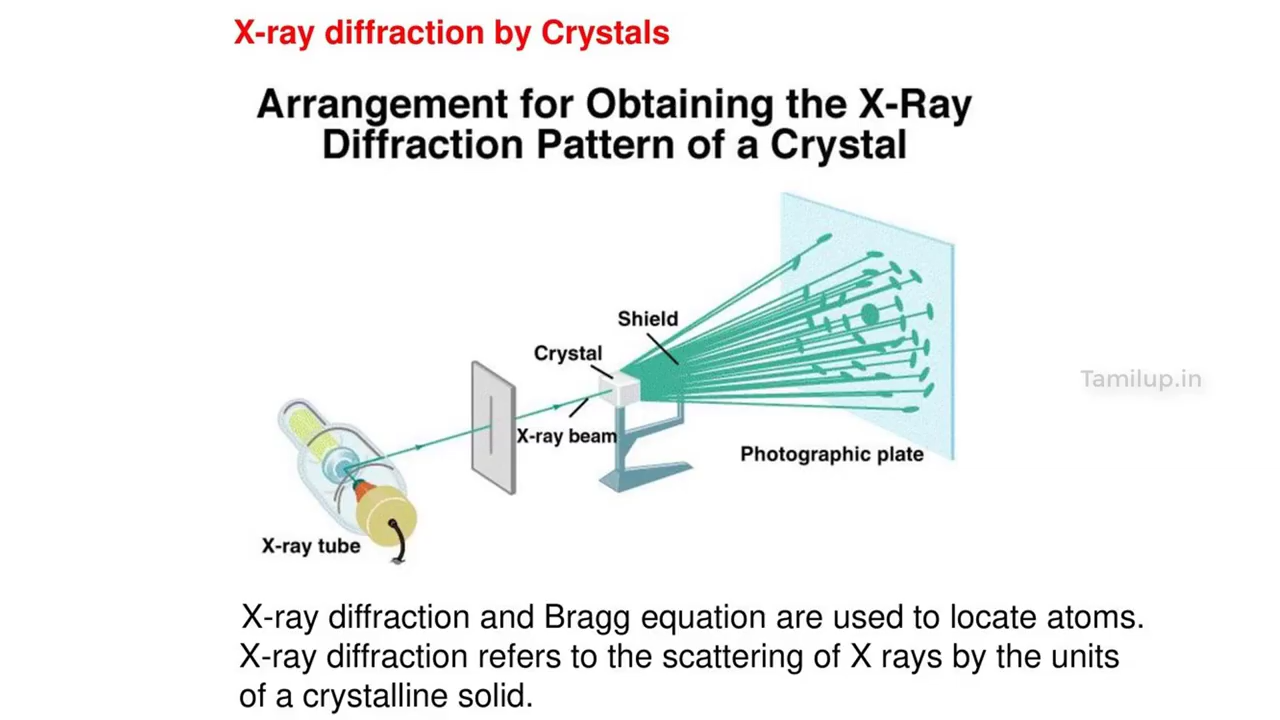 X-ray diffraction by Crystals
Arrangement for Obtaining the X-Ray
Diffraction Pattern of a Crystal
Shield
Crystal
Tamilup.in
X-ray beam
Photographic plate
X-ray tube
X-ray diffraction and Bragg equation are used to locate atoms.
X-ray diffraction refers to the scattering of X rays by the units
of a crystalline solid.